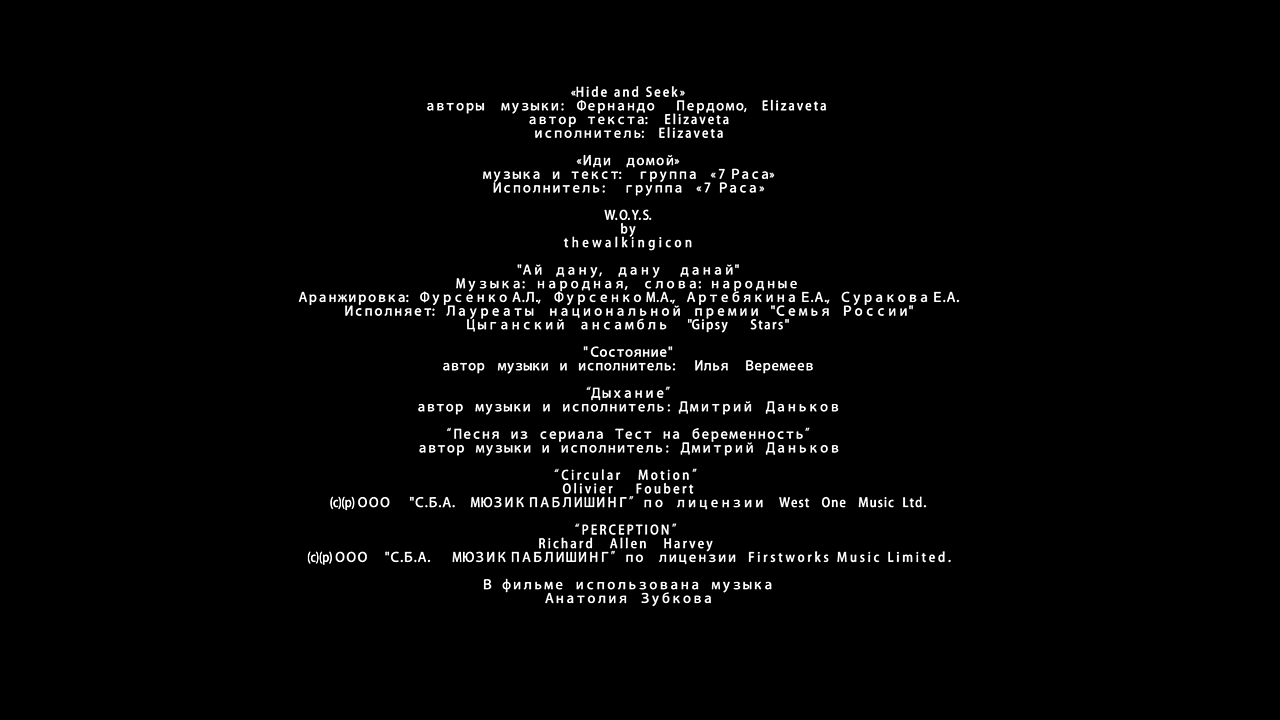 «Hide and Seek»
авторы музыки: Фернандо Пердомо, Elizaveta
автор текста: Elizaveta
исполнитель: Elizaveta
«Иди домой»
музыка и текст: группа «7 Раса»
Исполнитель: группа «7 Раса»
W.O.Y.S.
by
thewalkingicon
"Ай дану, дану данай"
Музыка: народная, слова: народные
Аранжировка: Фурсенко А.Л., Фурсенко М.А., Артебякина Е.А., Суракова Е.А.
Исполняет: Лауреаты национальной премии "Семья России"
Цыганский ансамбль "Gipsy Stars"
"Состояние"
автор музыки и исполнитель: Илья Веремеев
“Дыхание”
автор музыки и исполнитель: Дмитрий Даньков
“Песня из сериала Тест на беременность”
автор музыки и исполнитель: Дмитрий Даньков
“Circular Motion”
Olivier Foubert
(c)(p) ООО "С.Б.А. МЮЗИК ПАБЛИШИНГ” по лицензии West One Music Ltd.
“PERCEPTION”
Richard Allen Harvey
(c)(p) ООО "С.Б.А. МЮЗИК ПАБЛИШИНГ” по лицензии Firstworks Music Limited.
В фильме использована музыка
Анатолия Зубкова